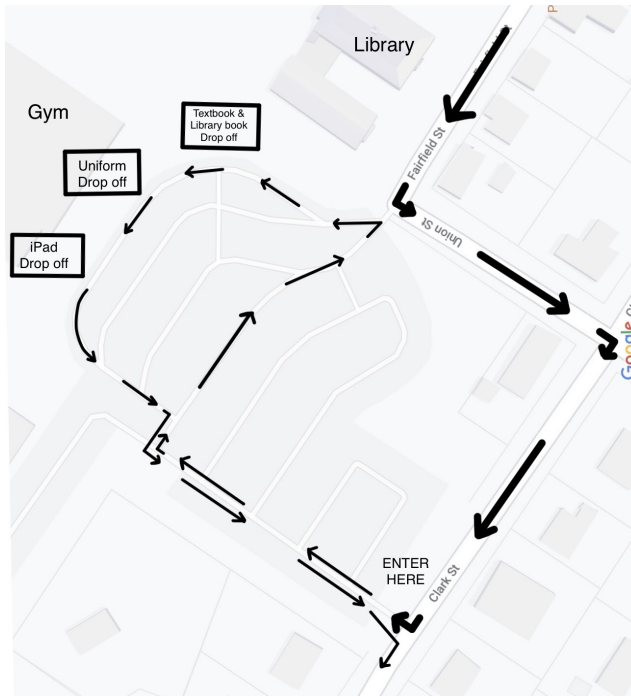 Library
Gym
Textbook &
Library book
Drop off
Uniform
Drop off
iPad
Drop off
Fairfield St
Union St
Google
ENTER
HERE
Clark St